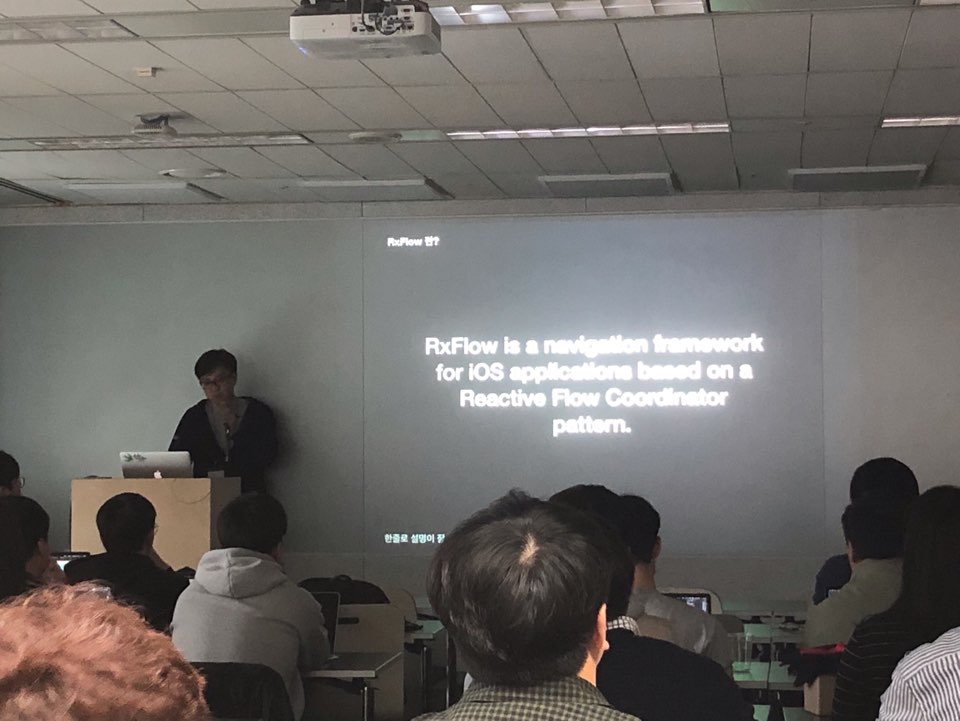 RxFlow 란?
RxFlow is a navigation framework
for iOS applications based on a
Reactive Flow Coordinator
pattern.
한줄로 설명이